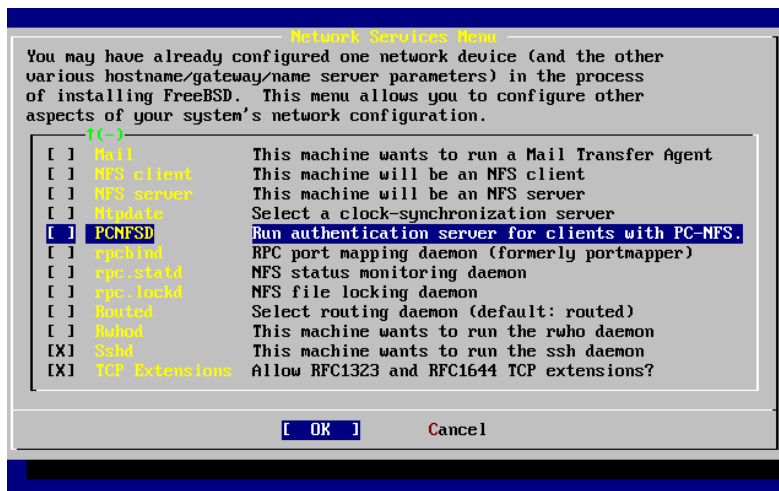 Network Services Menu
You may have already configured one network device (and the other
various hostname/gateway/name server parameters) in the process
of installing FreeBSD.  This menu allows you to configure other
aspects of your system's network configuration.
↑(-)
[ ] Mail This machine wants to run a Mail Transfer Agent
[ ] NFS client This machine will be an NFS client
[ ] NFS server This machine will be an NFS server
[ ] Ntpdate Select a clock-synchronization server
[ ] PCNFSD Run authentication server for clients with PC-NFS.
[ ] rpcbind RPC port mapping daemon (formerly portmapper)
[ ] rpc.statd NFS status monitoring daemon
[ ] rpc.lockd NFS file locking daemon
[ ] Routed Select routing daemon (default: routed)
[ ] Rwhod This machine wants to run the rwho daemon
[X] Sshd This machine wants to run the ssh daemon
[X] TCP Extensions Allow RFC1323 and RFC1644 TCP extensions?
[ OK ] Cancel